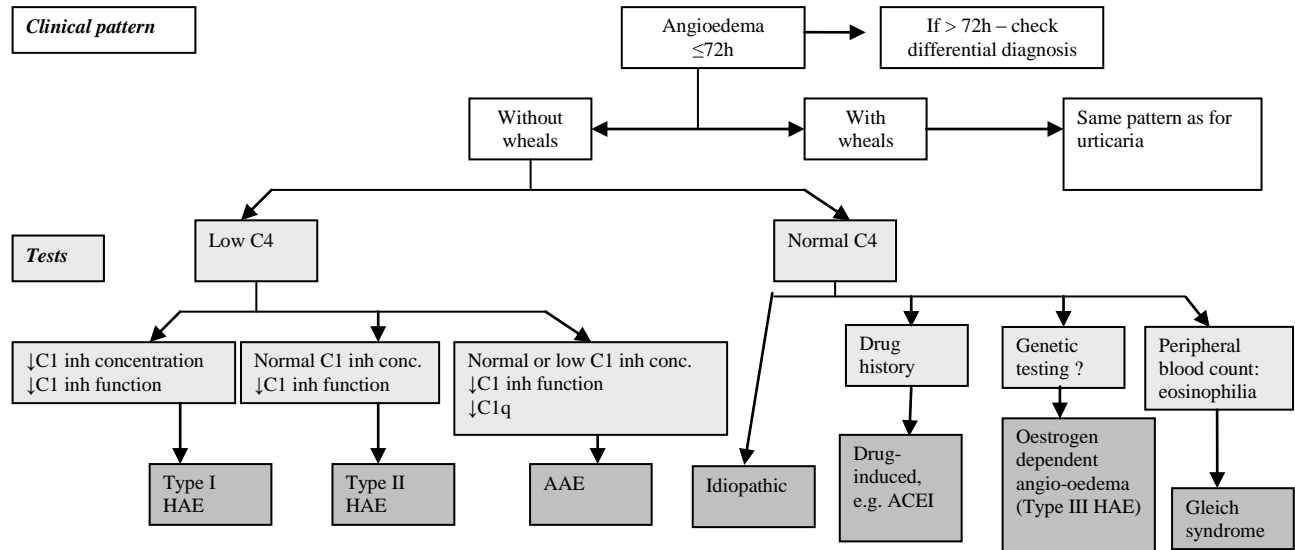 Clinical pattern
Angioedema
≤72h
If > 72h – check
differential diagnosis
Without
wheals
With
wheals
Same pattern as for
urticaria
Tests
Low C4
Normal C4
↓C1 inh concentration
↓C1 inh function
Normal C1 inh conc.
↓C1 inh function
Normal or low C1 inh conc.
↓C1 inh function
↓C1q
Drug
history
Genetic
testing ?
Peripheral
blood count:
eosinophilia
Type I
HAE
Type II
HAE
AAE
Idiopathic
Drug-
induced,
e.g. ACEI
Oestrogen
dependent
angio-oedema
(Type III HAE)
Gleich
syndrome